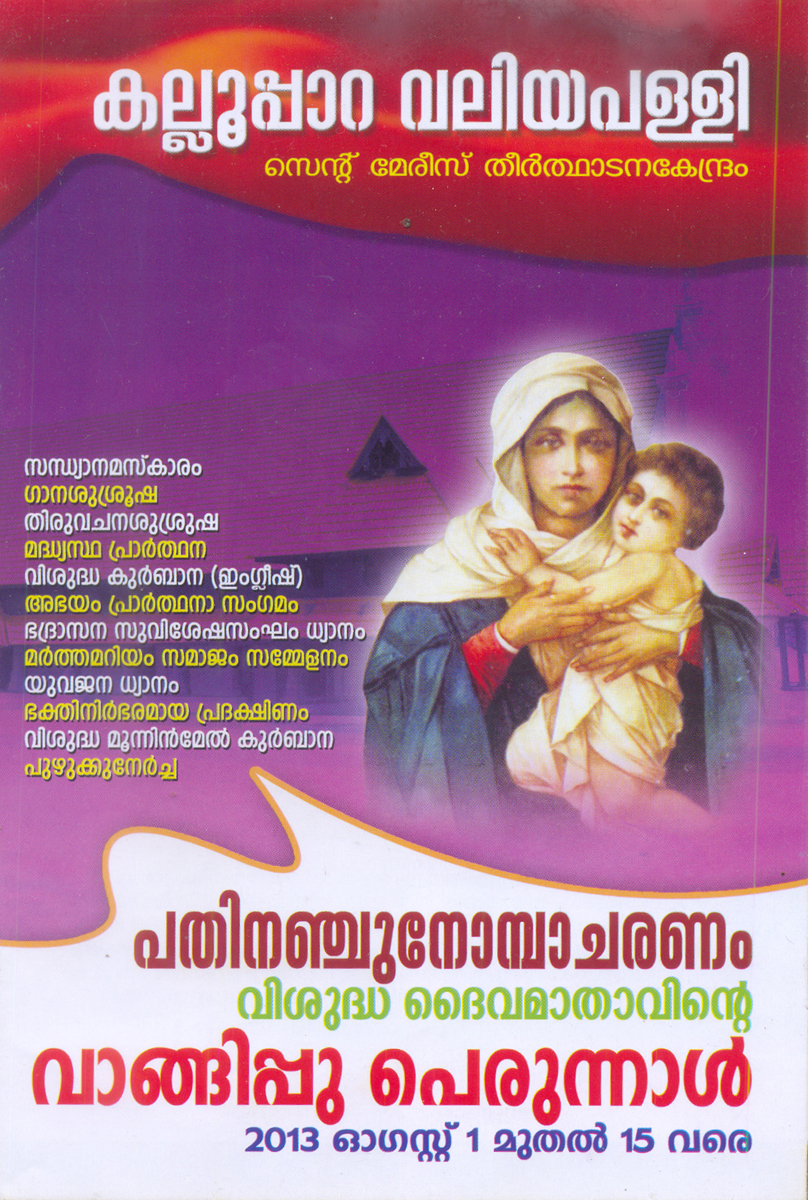 കല്ലൂപ്പാറ വലിയപള്ളി
സെന്റ് മേരീസ് തീർത്ഥാടനകേന്ദ്രം
സന്ധ്യാനമസ്കാരം
ഗാനശുശ്രൂഷ
തിരുവചനശുശ്രുഷ
മദ്ധ്യസ്ഥ പ്രാർത്ഥന
വിശുദ്ധ കുർബാന (ഇംഗ്ലീഷ്)
അഭയം പ്രാർത്ഥനാ സംഗമം
ഭദ്രാസന സുവിശേഷസംഘം ധ്യാനം
മർത്തമറിയം സമാജം സമ്മേളനം
യുവജന ധ്യാനം
ഭക്തിനിർഭരമായ പ്രദക്ഷിണം
വിശുദ്ധ മൂന്നിൻമേൽ കുർബാന
പുഴുക്കുനേർച്ച
പതിനഞ്ചുനോമ്പാചരണം
വിശുദ്ധ ദൈവമാതാവിന്റെ
വാങ്ങിപ്പു പെരുന്നാൾ
2013 ഓഗസ്റ്റ് 1 മുതൽ 15 വരെ